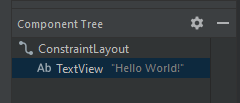 Component Tree
ConstraintLayout
Ab TextView "Hello World!"